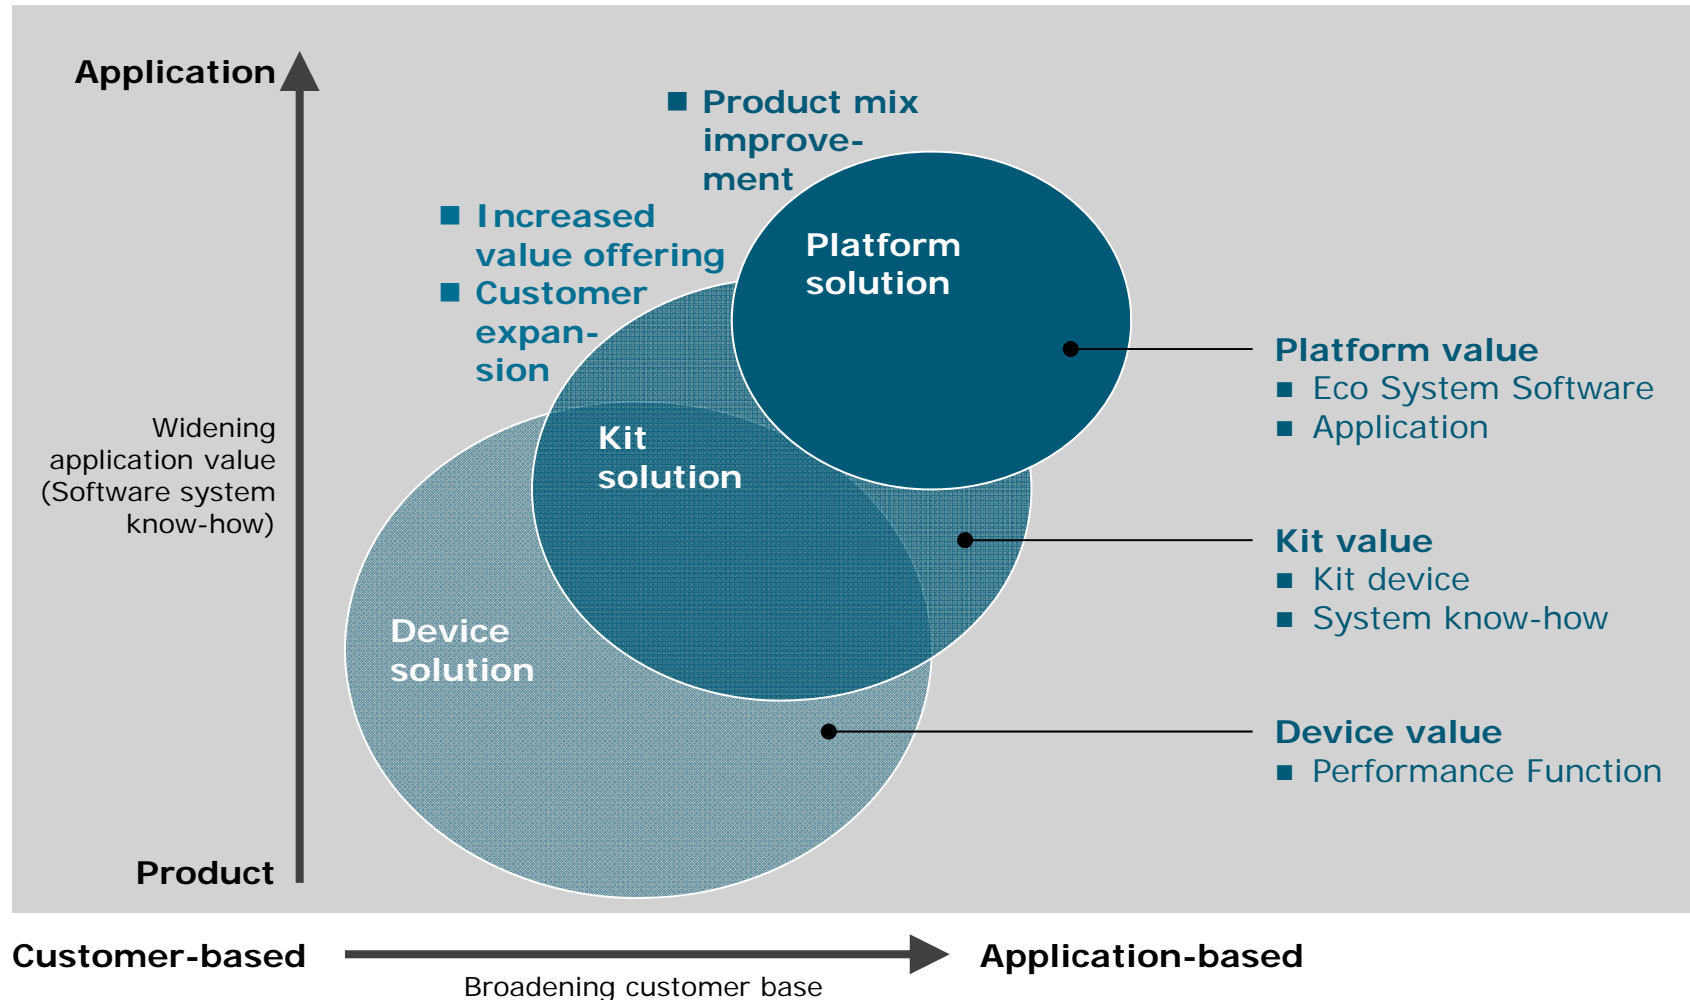 Application
■ Product mix
improve-
ment
■ Increased
value offering
■ Customer
expan-
sion
Platform
solution
Platform value
■ Eco System Software
■ Application
Widening
application value
(Software system
know-how)
Kit
solution
Kit value
■ Kit device
■ System know-how
Device
solution
Device value
■ Performance Function
Product
Customer-based
Application-based
Broadening customer base